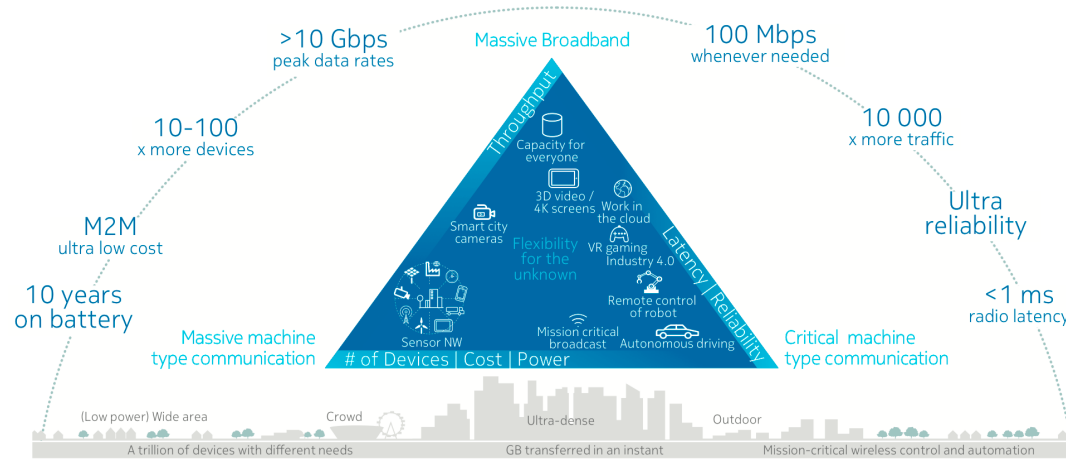 >10 Gbps
peak data rates
Massive Broadband
100 Mbps
whenever needed
10-100
x more devices
10 000
x more traffic
M2M
ultra low cost
Ultra
reliability
10 years
on battery
<1 ms
radio latency
Throughput
Capacity for
everyone
3D video /
4K screens
Work in
the cloud
Smart city
cameras
Flexibility
for the
unknown
VR gaming
Industry 4.0
Latency | Reliability
Remote control
of robot
Sensor NW
Mission critical
broadcast
Autonomous driving
Massive machine
type communication
# of Devices | Cost | Power
Critical machine
type communication
(Low power) Wide area
Crowd
Ultra-dense
Outdoor
A trillion of devices with different needs
GB transferred in an instant
Mission-critical wireless control and automation